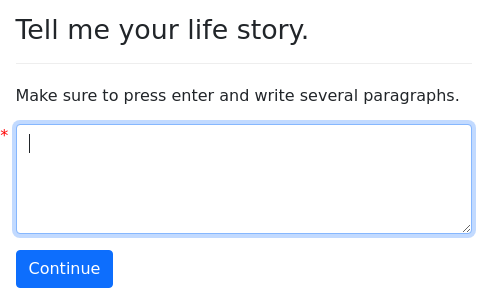 Tell me your life story.
Make sure to press enter and write several paragraphs.
*
Continue